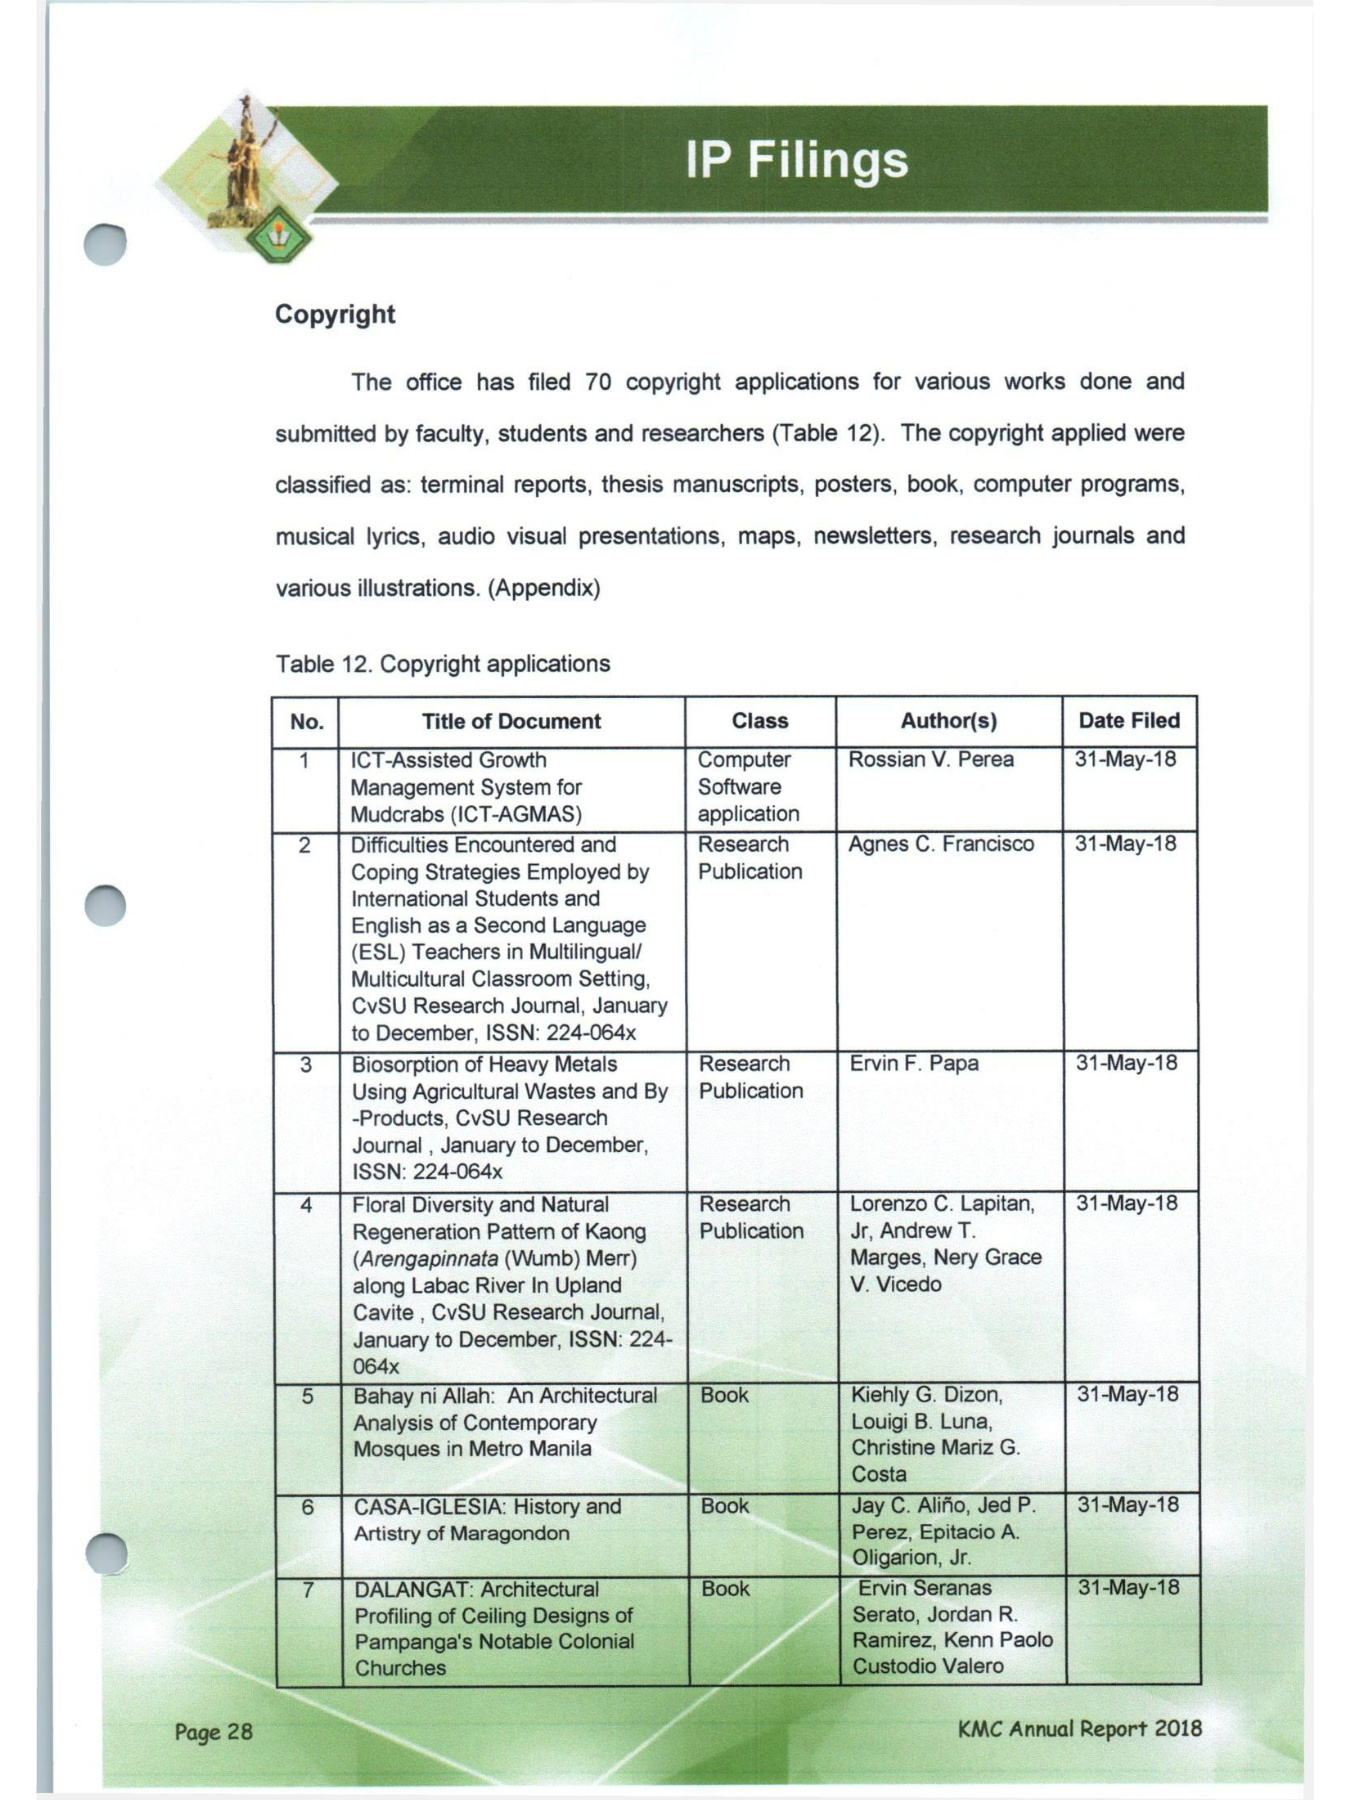 IP Filings
Copyright
The office has filed 70 copyright applications for various works done and
submitted by faculty, students and researchers (Table 12). The copyright applied were
classified as: terminal reports, thesis manuscripts, posters, book, computer programs,
musical lyrics, audio visual presentations, maps, newsletters, research journals and
various illustrations. (Appendix)
Table 12. Copyright applications
No. Title of Document Class Author(s) Date Filed
1 ICT-Assisted Growth Computer Rossian V. Perea 31-May-18
Management System for Software
Mudcrabs (ICT-AGMAS) application
2 Difficulties Encountered and Research Agnes C. Francisco 31-May-18
Coping Strategies Employed by Publication
International Students and
English as a Second Language
(ESL) Teachers in Multilingual/
Multicultural Classroom Setting,
CvSU Research Journal, January
to December, ISSN: 224-064x
3 Biosorption of Heavy Metals Research Ervin F. Papa 31-May-18
Using Agricultural Wastes and By Publication
-Products, CvSU Research
Journal , January to December,
ISSN: 224-064x
4 Floral Diversity and Natural Research Lorenzo C. Lapitan, 31-May-18
Regeneration Pattern of Kaong Publication Jr, Andrew T.
(Arengapinnata (Wumb) Merr) Marges, Nery Grace
along Labac River In Upland V. Vicedo
Cavite , CvSU Research Journal,
January to December, ISSN: 224-
064x
5 Bahay ni Allah: An Architectural Book Kiehly G. Dizon, 31-May-18
Analysis of Contemporary Louigi B. Luna,
Mosques in Metro Manila Christine Mariz G.
Costa
6 CASA-IGLESIA: History and Book Jay C. Aliño, Jed P. 31-May-18
Artistry of Maragondon Perez, Epitacio A.
Oligarion, Jr.
7 DALANGAT: Architectural Book Ervin Seranas 31-May-18
Profiling of Ceiling Designs of Serato, Jordan R.
Pampanga's Notable Colonial Ramirez, Kenn Paolo
Churches Custodio Valero
Page 28 KMC Annual Report 2018